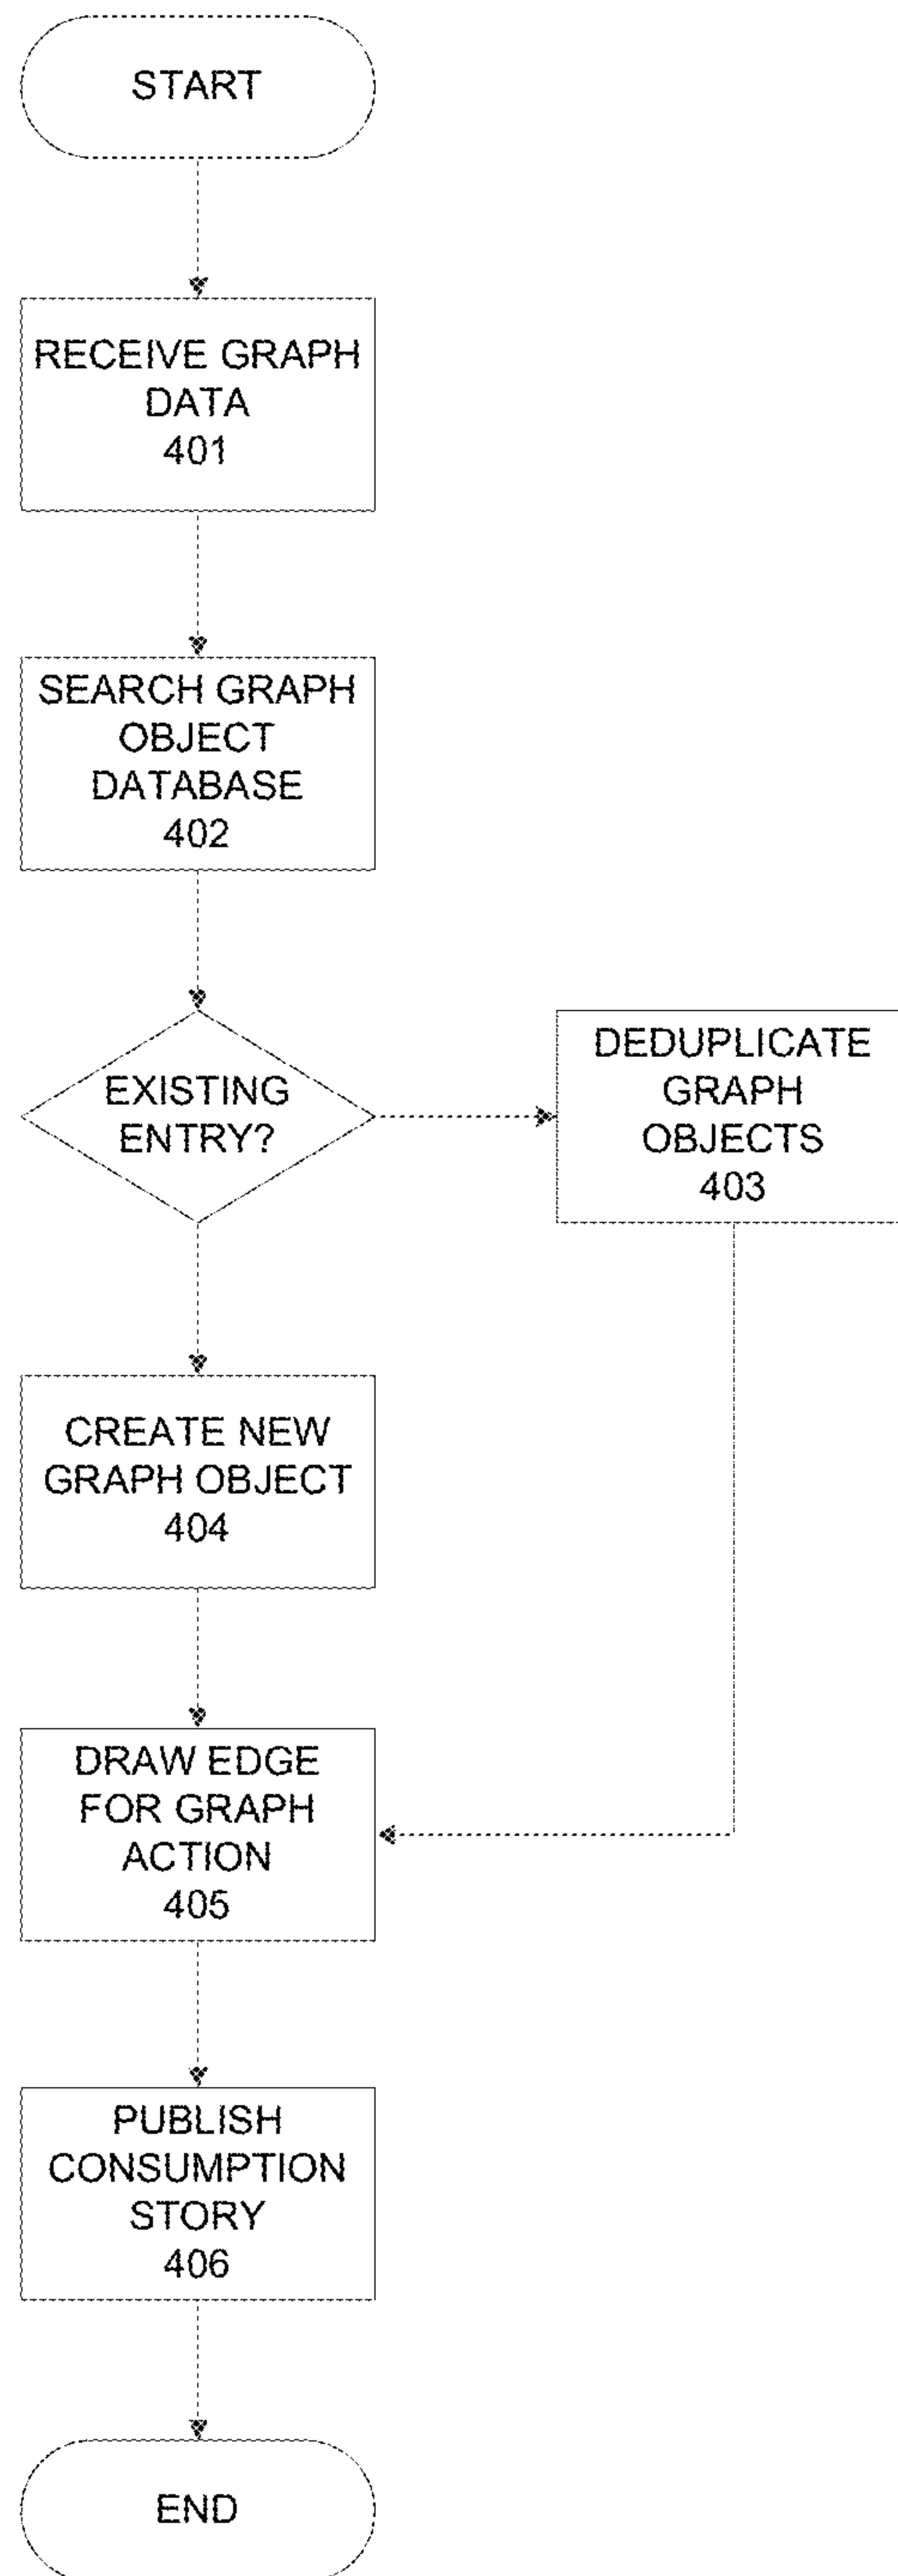 START
RECEIVE GRAPH
DATA
401
SEARCH GRAPH
OBJECT
DATABASE
402
EXISTING
ENTRY?
DEDUPLICATE
GRAPH
OBJECTS
403
CREATE NEW
GRAPH OBJECT
404
DRAW EDGE
FOR GRAPH
ACTION
405
PUBLISH
CONSUMPTION
STORY
406
END